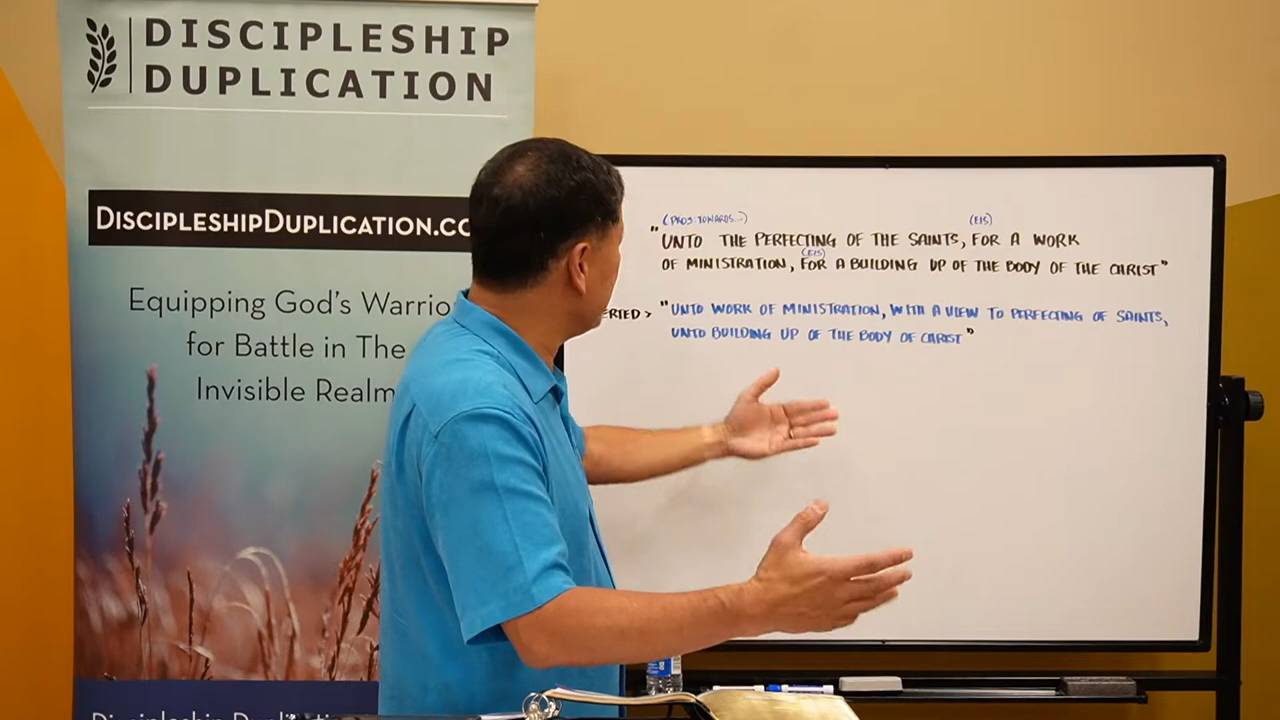 DISCIPLESHIP
DUPLICATION
DISCIPLESHIPDUPLICATION.CO
Equipping God's Warrio
for Battle in The
Invisible Realm
Discipleship Duplicati
(PROS: TOWARDS...) (EIS)
"UNTO THE PERFECTING OF THE SAINTS, FOR A WORK
(EIS)
OF MINISTRATION, FOR A BUILDING UP OF THE BODY OF THE CHRIST"
ERTED > "UNTO WORK OF MINISTRATION, WITH A VIEW TO PERFECTING OF SAINTS,
UNTO BUILDING UP OF THE BODY OF CHRIST"